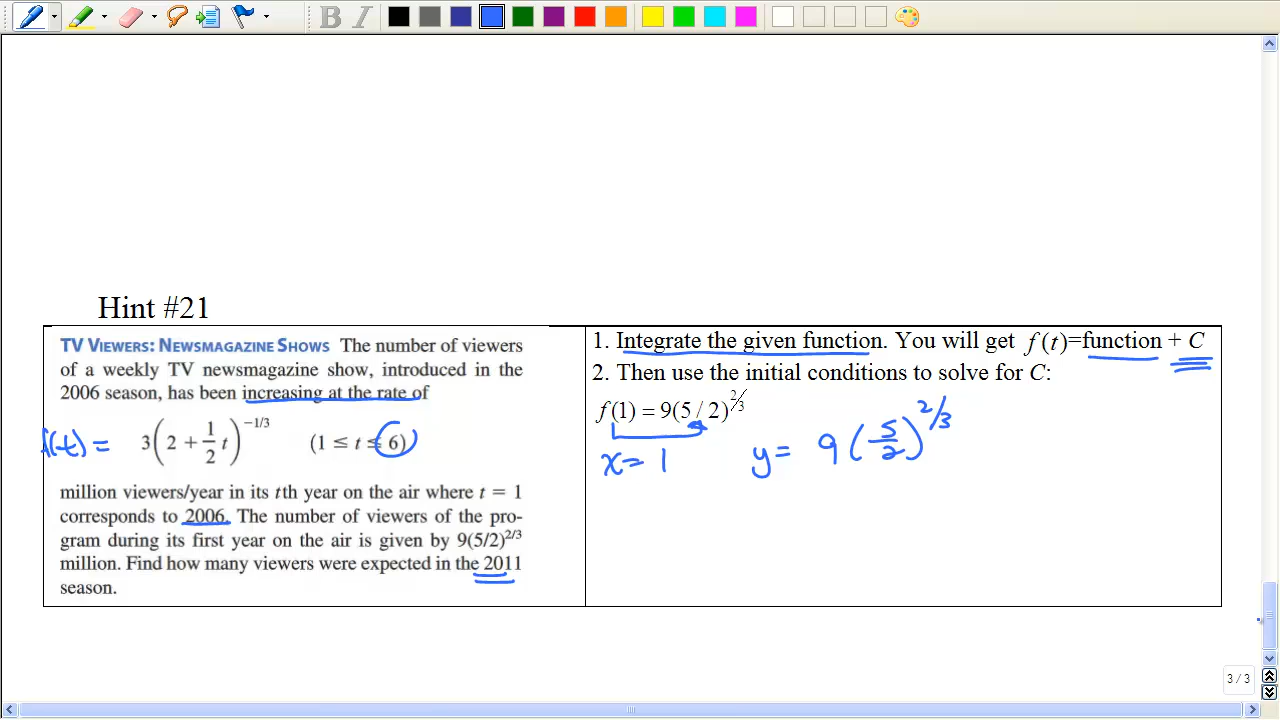 B I
Hint #21
TV VIEWERS: NEWSMAGAZINE SHOWS The number of viewers
of a weekly TV newsmagazine show, introduced in the
2006 season, has been increasing at the rate of
(t) = 3(2 + 1/2 t)^{-1/3} (1 ≤ t ≤ 6)
million viewers/year in its tth year on the air where t = 1
corresponds to 2006. The number of viewers of the pro-
gram during its first year on the air is given by 9(5/2)^{2/3}
million. Find how many viewers were expected in the 2011
season.
1. Integrate the given function. You will get f(t)=function + C
2. Then use the initial conditions to solve for C:
f(1) = 9(5/2)^{2/3}
x = 1 y = 9(5/2)^{2/3}
3/3